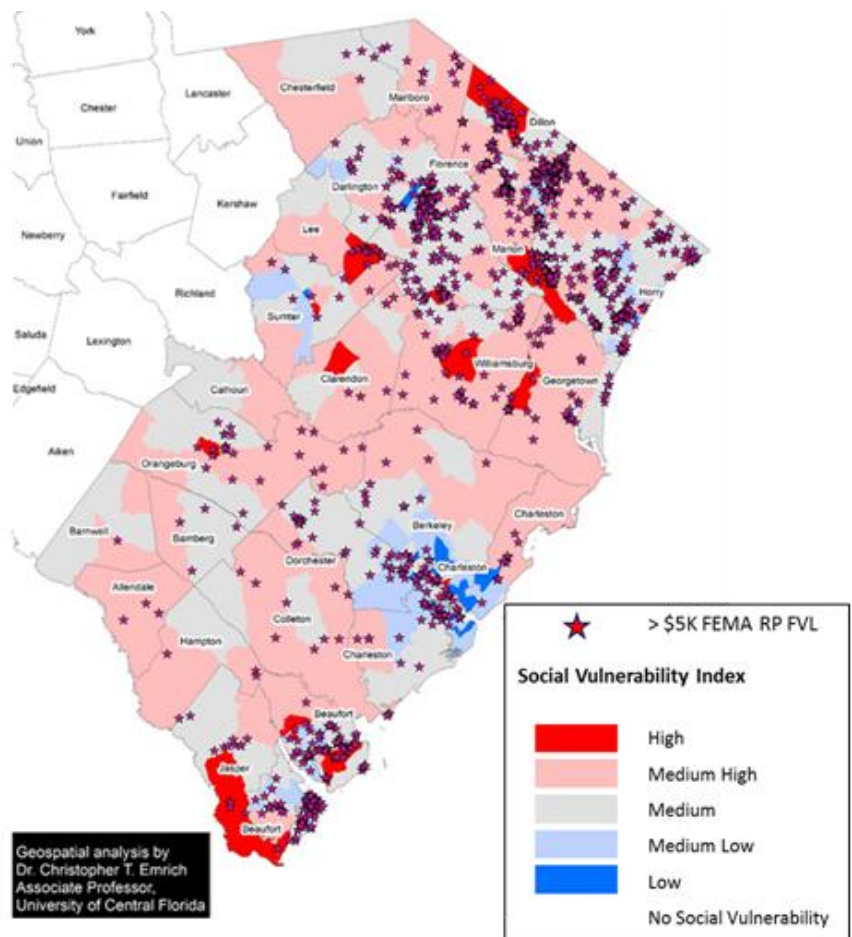 York
Chester
Lancaster
Chesterfield
Marlboro
Union
Dillon
Fairfield
Kershaw
Darlington
Florence
Newberry
Lee
Marion
Richland
Horry
Saluda
Lexington
Sumter
Edgefield
Clarendon
Williamsburg
Georgetown
Calhoun
Aiken
Orangeburg
Barnwell
Bamberg
Berkeley
Charleston
Dorchester
Charleston
Allendale
Colleton
Hampton
Charleston
Beaufort
Jasper
Beaufort
> $5K FEMA RP FVL
Social Vulnerability Index
High
Medium High
Medium
Medium Low
Low
No Social Vulnerability
Geospatial analysis by
Dr. Christopher T. Emrich
Associate Professor,
University of Central Florida